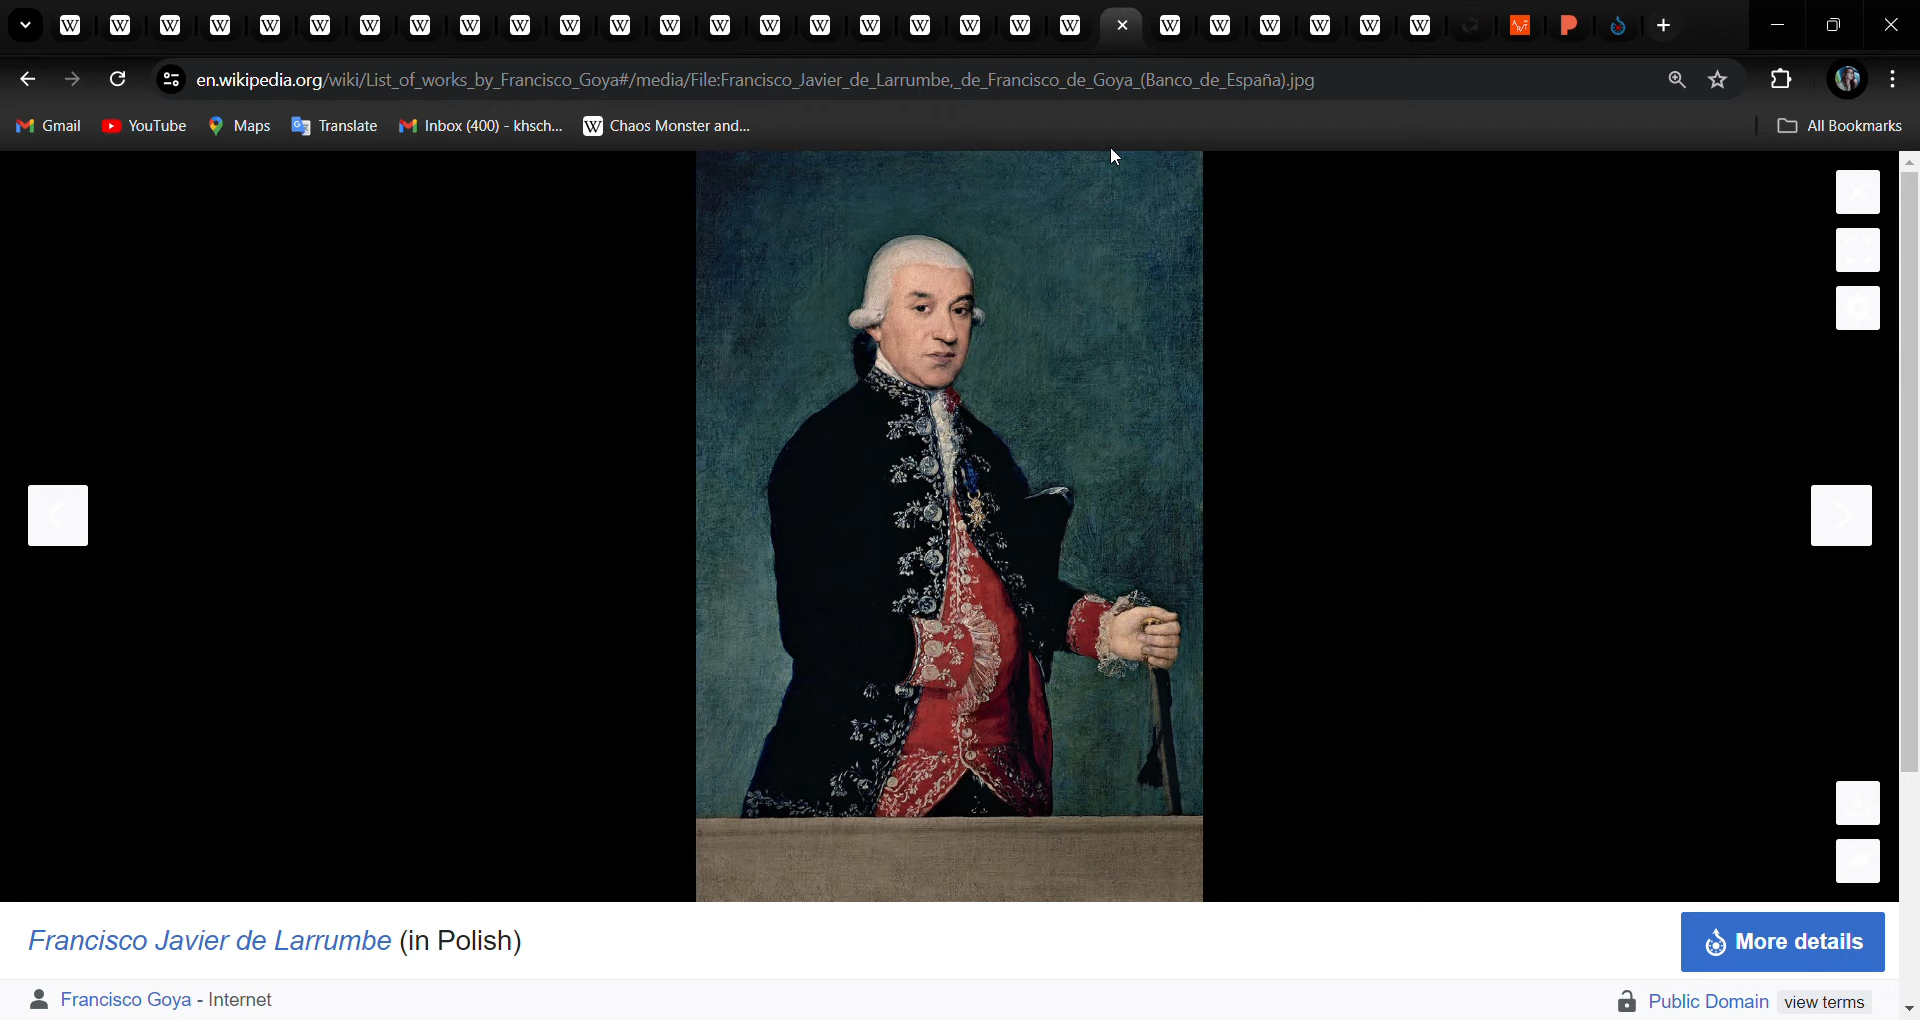 en.wikipedia.org/wiki/List_of_works_by_Francisco_Goya#/media/File:Francisco_Javier_de_Larrumbe,_de_Francisco_de_Goya_(Banco_de_España).jpg
Gmail YouTube Maps Translate Inbox (400) - khsch... Chaos Monster and... All Bookmarks
Francisco Javier de Larrumbe (in Polish)
More details
Francisco Goya - Internet
Public Domain view terms